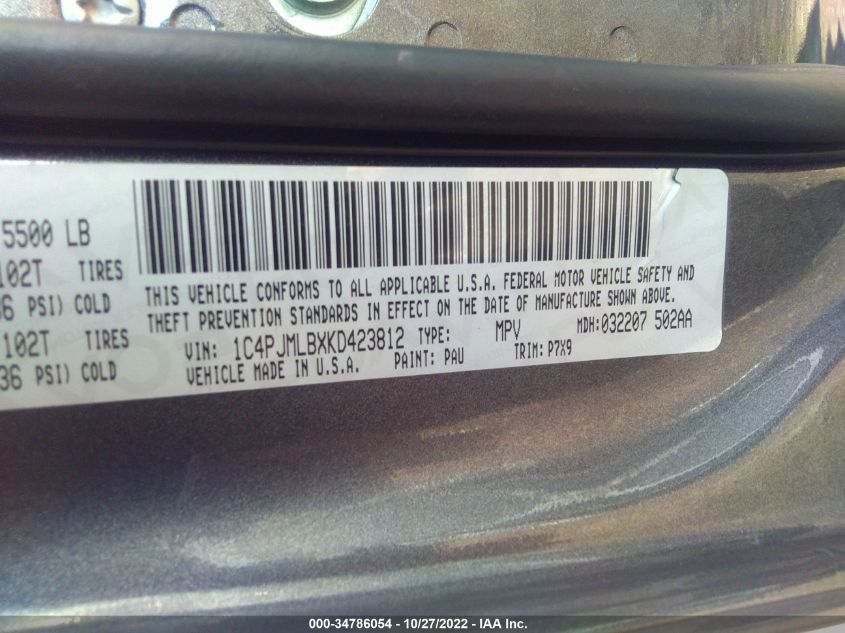 5500 LB
102T TIRES
36 PSI) COLD
102T TIRES
36 PSI) COLD
THIS VEHICLE CONFORMS TO ALL APPLICABLE U.S.A. FEDERAL MOTOR VEHICLE SAFETY AND
THEFT PREVENTION STANDARDS IN EFFECT ON THE DATE OF MANUFACTURE SHOWN ABOVE.
VIN: 1C4PJMLBXKD423812 TYPE: MPV MDH:032207 502AA
VEHICLE MADE IN U.S.A. PAINT: PAU TRIM: P7X9
000-34786054 - 10/27/2022 - IAA Inc.